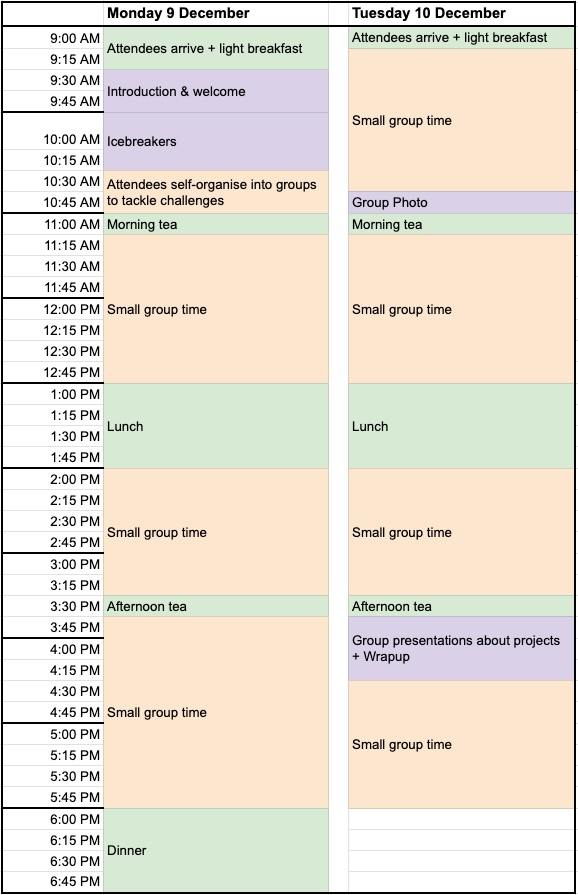 Monday 9 December
Tuesday 10 December
9:00 AM
Attendees arrive + light breakfast
Attendees arrive + light breakfast
9:15 AM
9:30 AM
Introduction & welcome
9:45 AM
Small group time
10:00 AM
Icebreakers
10:15 AM
10:30 AM
Attendees self-organise into groups
to tackle challenges
10:45 AM
Group Photo
11:00 AM
Morning tea
Morning tea
11:15 AM
11:30 AM
11:45 AM
12:00 PM
Small group time
Small group time
12:15 PM
12:30 PM
12:45 PM
1:00 PM
1:15 PM
Lunch
Lunch
1:30 PM
1:45 PM
2:00 PM
2:15 PM
2:30 PM
Small group time
Small group time
2:45 PM
3:00 PM
3:15 PM
3:30 PM
Afternoon tea
Afternoon tea
3:45 PM
Group presentations about projects
+ Wrapup
4:00 PM
4:15 PM
4:30 PM
4:45 PM
Small group time
5:00 PM
Small group time
5:15 PM
5:30 PM
5:45 PM
6:00 PM
6:15 PM
Dinner
6:30 PM
6:45 PM